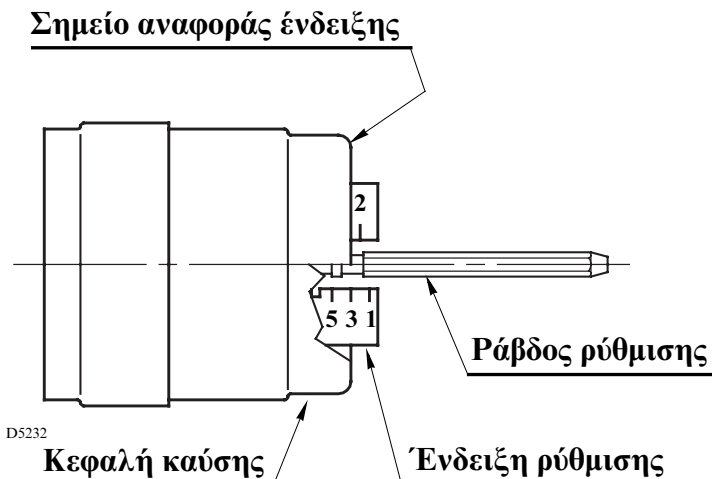 Σημείο αναφοράς ένδειξης
2
5 3 1
Ράβδος ρύθμισης
D5232
Κεφαλή καύσης Ένδειξη ρύθμισης